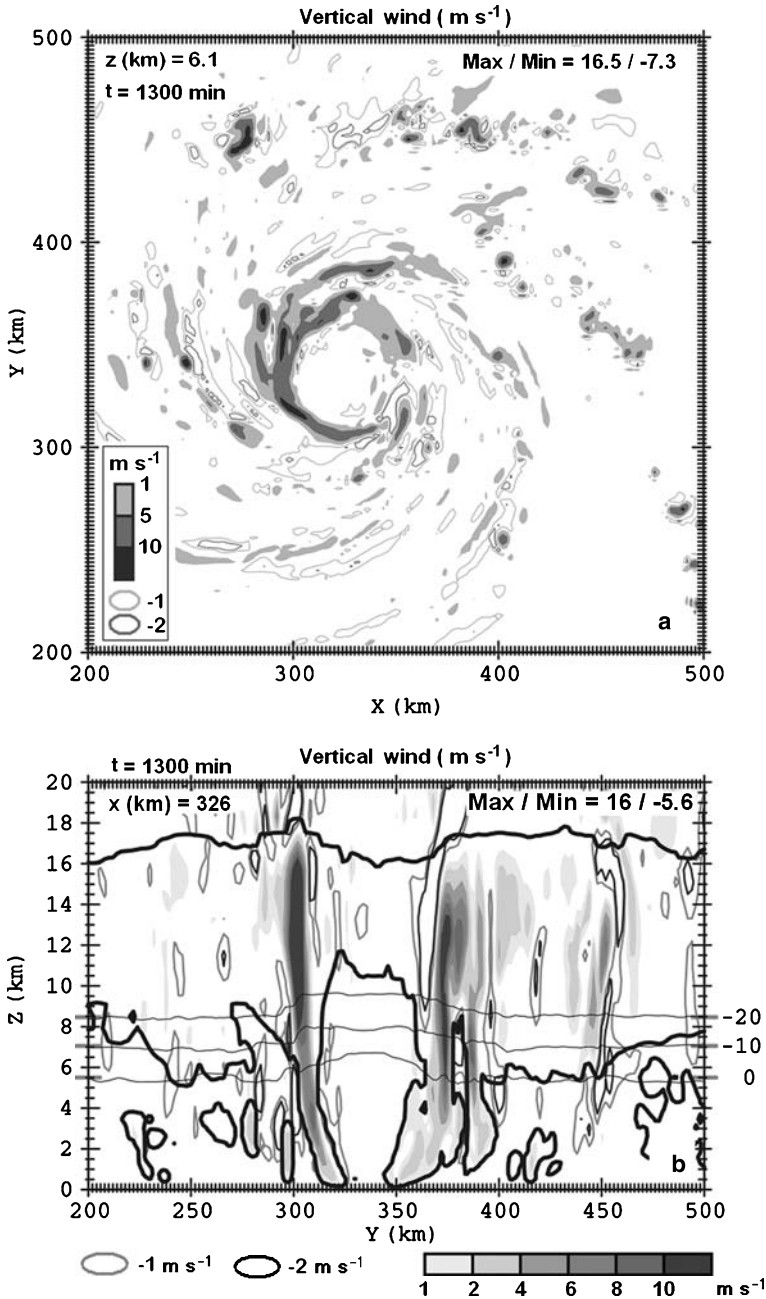 Vertical wind ( m s⁻¹)
z (km) = 6.1 Max / Min = 16.5 / -7.3
t = 1300 min
500
400
300
200
Y (km)
m s⁻¹
1
5
10
-1
-2
a
200 300 400 500
X (km)
t = 1300 min Vertical wind ( m s⁻¹)
x (km) = 326 Max / Min = 16 / -5.6
20
18
16
14
12
10
8
6
4
2
0
Z (km)
-20
-10
0
b
200 250 300 350 400 450 500
Y (km)
-1 m s⁻¹ -2 m s⁻¹
1 2 4 6 8 10 m s⁻¹